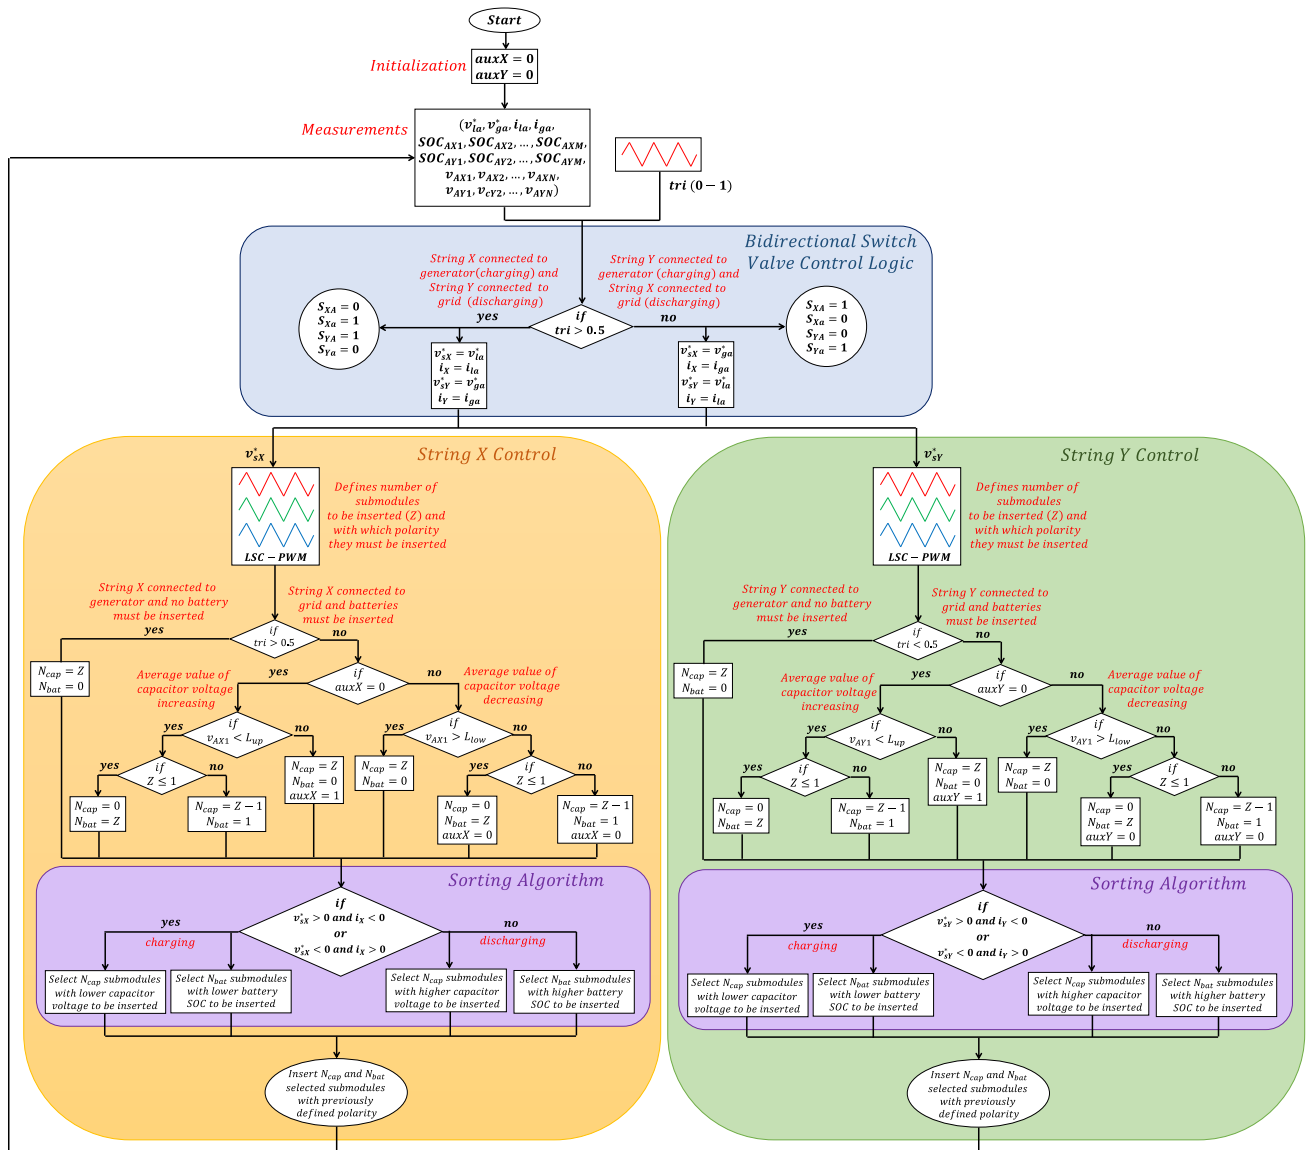 Start
Initialization
auxX = 0
auxY = 0
Measurements
(v*la, v*ga, ila, iga,
SOCAX1, SOCAX2, ..., SOCAXM,
SOCAY1, SOCAY2, ..., SOCAYM,
vAX1, vAX2, ..., vAXN,
vAY1, vcY2, ..., vAYN)
tri (0−1)
Bidirectional Switch
Valve Control Logic
String X connected to
generator(charging) and
String Y connected to
grid (discharging)
String Y connected to
generator (charging) and
String X connected to
grid (discharging)
SXA = 0
SXa = 1
SYA = 1
SYa = 0
yes
if
tri > 0.5
no
SXA = 1
SXa = 0
SYA = 0
SYa = 1
v*sX = v*la
iX = ila
v*sY = v*ga
iY = iga
v*sX = v*ga
iX = iga
v*sY = v*la
iY = ila
v*sX
String X Control
LSC − PWM
Defines number of
submodules
to be inserted (Z) and
with which polarity
they must be inserted
String X connected to
generator and no battery
must be inserted
String X connected to
grid and batteries
must be inserted
yes
if
tri > 0.5
no
Ncap = Z
Nbat = 0
Average value of
capacitor voltage
increasing
yes
if
auxX = 0
no
Average value of
capacitor voltage
decreasing
yes
if
vAX1 < Lup
no
yes
if
vAX1 > Llow
no
yes
if
Z ≤ 1
no
Ncap = Z
Nbat = 0
auxX = 1
Ncap = Z
Nbat = 0
yes
if
Z ≤ 1
no
Ncap = 0
Nbat = Z
Ncap = Z − 1
Nbat = 1
Ncap = 0
Nbat = Z
auxX = 0
Ncap = Z − 1
Nbat = 1
auxX = 0
Sorting Algorithm
if
v*sX > 0 and iX < 0
or
v*sX < 0 and iX > 0
yes
charging
no
discharging
Select Ncap submodules
with lower capacitor
voltage to be inserted
Select Nbat submodules
with lower battery
SOC to be inserted
Select Ncap submodules
with higher capacitor
voltage to be inserted
Select Nbat submodules
with higher battery
SOC to be inserted
Insert Ncap and Nbat
selected submodules
with previously
defined polarity
v*sY
String Y Control
LSC − PWM
Defines number of
submodules
to be inserted (Z) and
with which polarity
they must be inserted
String Y connected to
generator and no battery
must be inserted
String Y connected to
grid and batteries
must be inserted
yes
if
tri < 0.5
no
Ncap = Z
Nbat = 0
Average value of
capacitor voltage
increasing
yes
if
auxY = 0
no
Average value of
capacitor voltage
decreasing
yes
if
vAY1 < Lup
no
yes
if
vAY1 > Llow
no
yes
if
Z ≤ 1
no
Ncap = Z
Nbat = 0
auxY = 1
Ncap = Z
Nbat = 0
yes
if
Z ≤ 1
no
Ncap = 0
Nbat = Z
Ncap = Z − 1
Nbat = 1
Ncap = 0
Nbat = Z
auxY = 0
Ncap = Z − 1
Nbat = 1
auxY = 0
Sorting Algorithm
if
v*sY > 0 and iY < 0
or
v*sY < 0 and iY > 0
yes
charging
no
discharging
Select Ncap submodules
with lower capacitor
voltage to be inserted
Select Nbat submodules
with lower battery
SOC to be inserted
Select Ncap submodules
with higher capacitor
voltage to be inserted
Select Nbat submodules
with higher battery
SOC to be inserted
Insert Ncap and Nbat
selected submodules
with previously
defined polarity